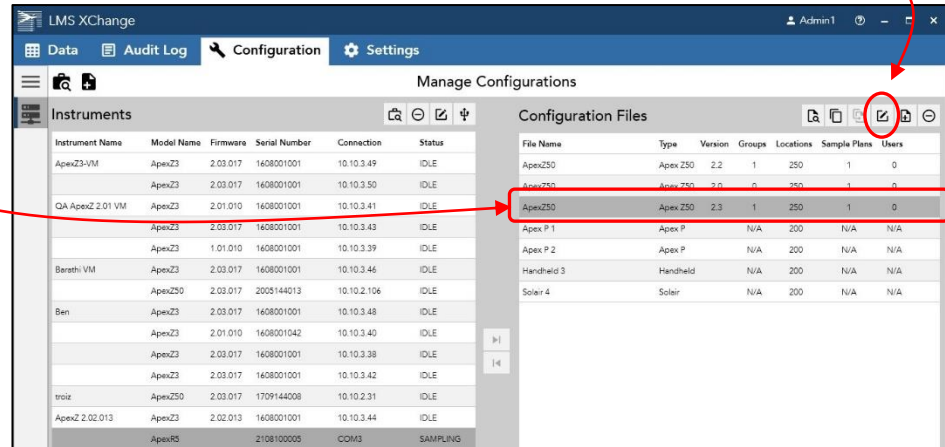 LMS XChange Admin1
Data Audit Log Configuration Settings
Manage Configurations
Instruments
Instrument Name Model Name Firmware Serial Number Connection Status
ApexZ3-VM ApexZ3 2.03.017 1608001001 10.10.3.49 IDLE
ApexZ3 2.03.017 1608001001 10.10.3.50 IDLE
QA ApexZ 2.01 VM ApexZ3 2.01.010 1608001001 10.10.3.41 IDLE
ApexZ3 2.03.017 1608001001 10.10.3.43 IDLE
ApexZ3 1.01.010 1608001001 10.10.3.39 IDLE
Barathi VM ApexZ3 2.03.017 1608001001 10.10.3.46 IDLE
ApexZ50 2.03.017 2005144013 10.10.2.106 IDLE
Ben ApexZ3 2.03.017 1608001001 10.10.3.48 IDLE
ApexZ3 2.01.010 1608001042 10.10.3.40 IDLE
ApexZ3 2.03.017 1608001001 10.10.3.38 IDLE
ApexZ3 2.03.017 1608001001 10.10.3.42 IDLE
troiz ApexZ50 2.03.017 1709144008 10.10.2.31 IDLE
ApexZ 2.02.013 ApexZ3 2.02.013 1608001001 10.10.3.44 IDLE
ApexR5 2108100005 COM3 SAMPLING
Configuration Files
File Name Type Version Groups Locations Sample Plans Users
ApexZ50 Apex Z50 2.2 1 250 1 0
ApexZ50 Apex Z50 2.0 0 250 1 0
ApexZ50 Apex Z50 2.3 1 250 1 0
Apex P 1 Apex P N/A 200 N/A N/A
Apex P 2 Apex P N/A 200 N/A N/A
Handheld 3 Handheld N/A 200 N/A N/A
Solair 4 Solair N/A 200 N/A N/A